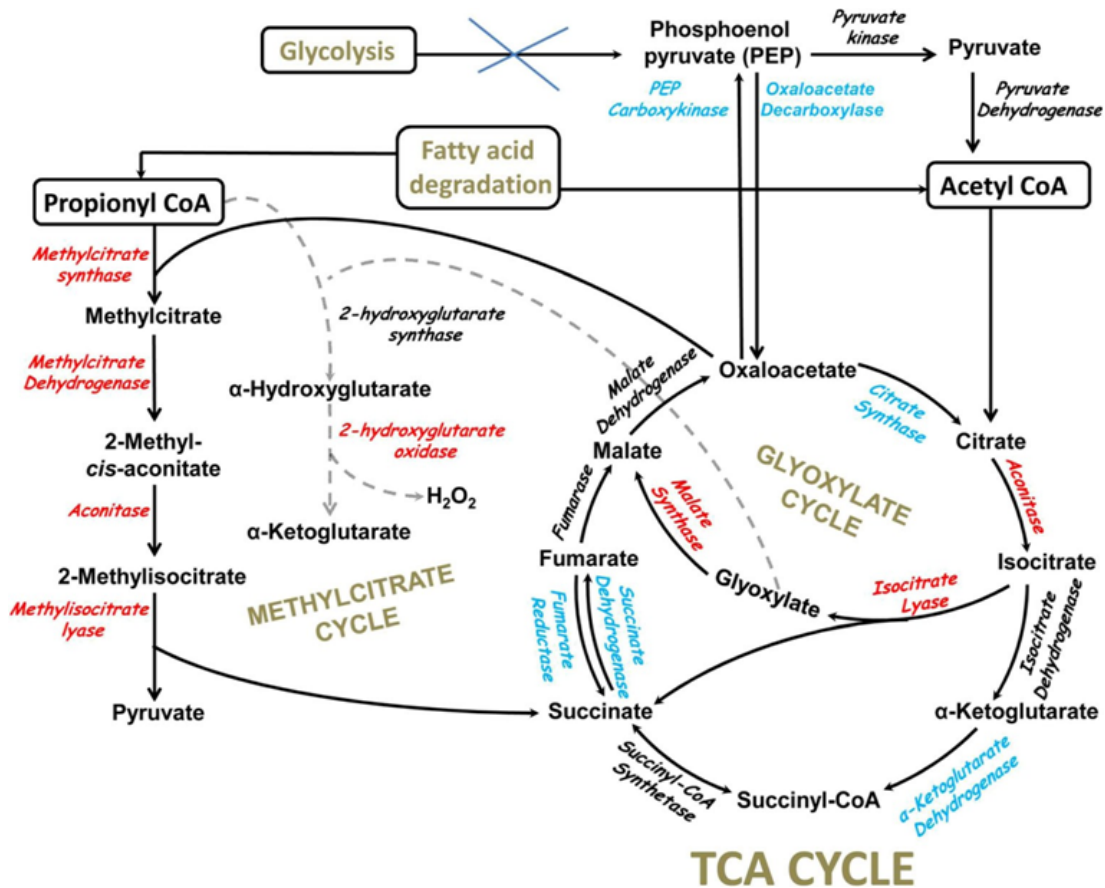 Glycolysis
Phosphoenol
pyruvate (PEP)
Pyruvate
kinase
Pyruvate
PEP
Carboxykinase
Oxaloacetate
Decarboxylase
Pyruvate
Dehydrogenase
Fatty acid
degradation
Propionyl CoA
Acetyl CoA
Methylcitrate
synthase
Methylcitrate
2-hydroxyglutarate
synthase
Methylcitrate
Dehydrogenase
α-Hydroxyglutarate
2-hydroxyglutarate
oxidase
2-Methyl-
cis-aconitate
H2O2
Aconitase
α-Ketoglutarate
2-Methylisocitrate
Methylisocitrate
lyase
METHYLCITRATE
CYCLE
Pyruvate
Malate
Dehydrogenase
Oxaloacetate
Citrate
Synthase
Citrate
Malate
GLYOXYLATE
CYCLE
Aconitase
Fumarase
Malate
Synthase
Fumarate
Glyoxylate
Isocitrate
Isocitrate
Lyase
Fumarate
Reductase
Succinate
Dehydrogenase
Isocitrate
Dehydrogenase
Succinate
α-Ketoglutarate
Succinyl-CoA
Synthetase
Succinyl-CoA
α-Ketoglutarate
Dehydrogenase
TCA CYCLE